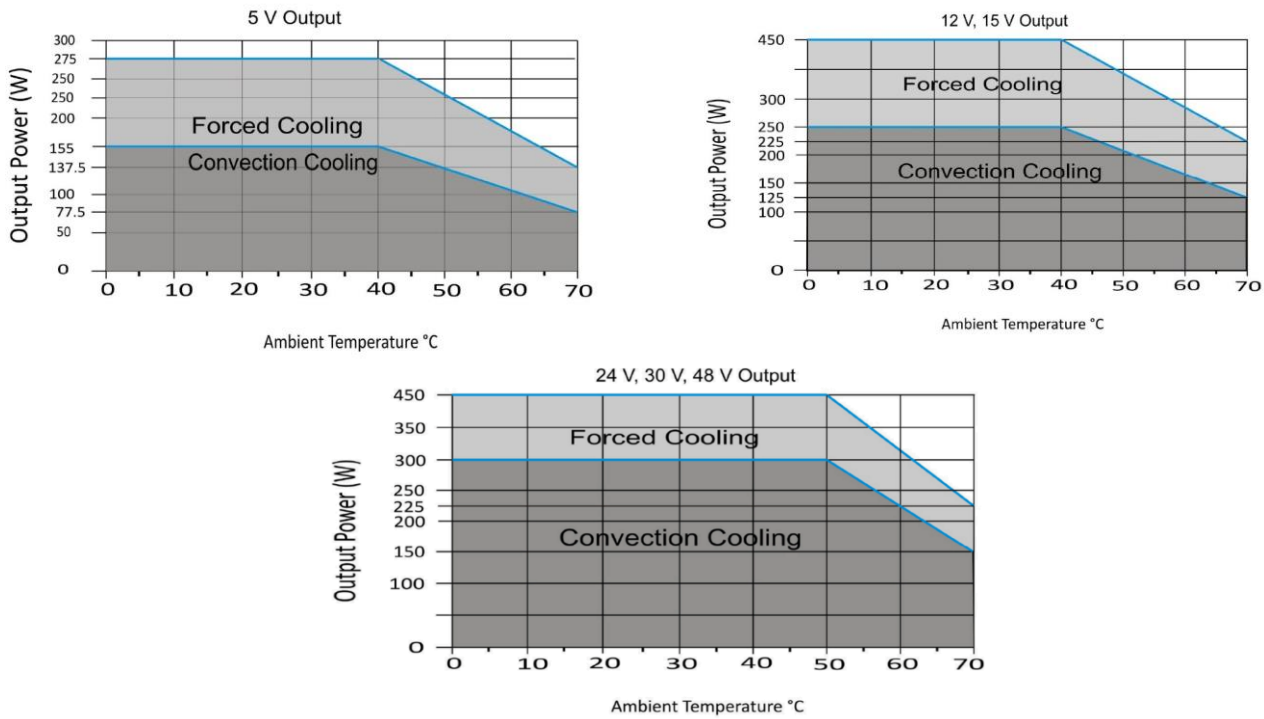 5 V Output
Output Power (W)
300
275
250
250
200
155
137.5
100
77.5
50
0
Forced Cooling
Convection Cooling
0 10 20 30 40 50 60 70
Ambient Temperature °C
12 V, 15 V Output
Output Power (W)
450
300
250
225
200
150
125
100
0
Forced Cooling
Convection Cooling
0 10 20 30 40 50 60 70
Ambient Temperature °C
24 V, 30 V, 48 V Output
Output Power (W)
450
350
300
250
225
200
150
100
0
Forced Cooling
Convection Cooling
0 10 20 30 40 50 60 70
Ambient Temperature °C